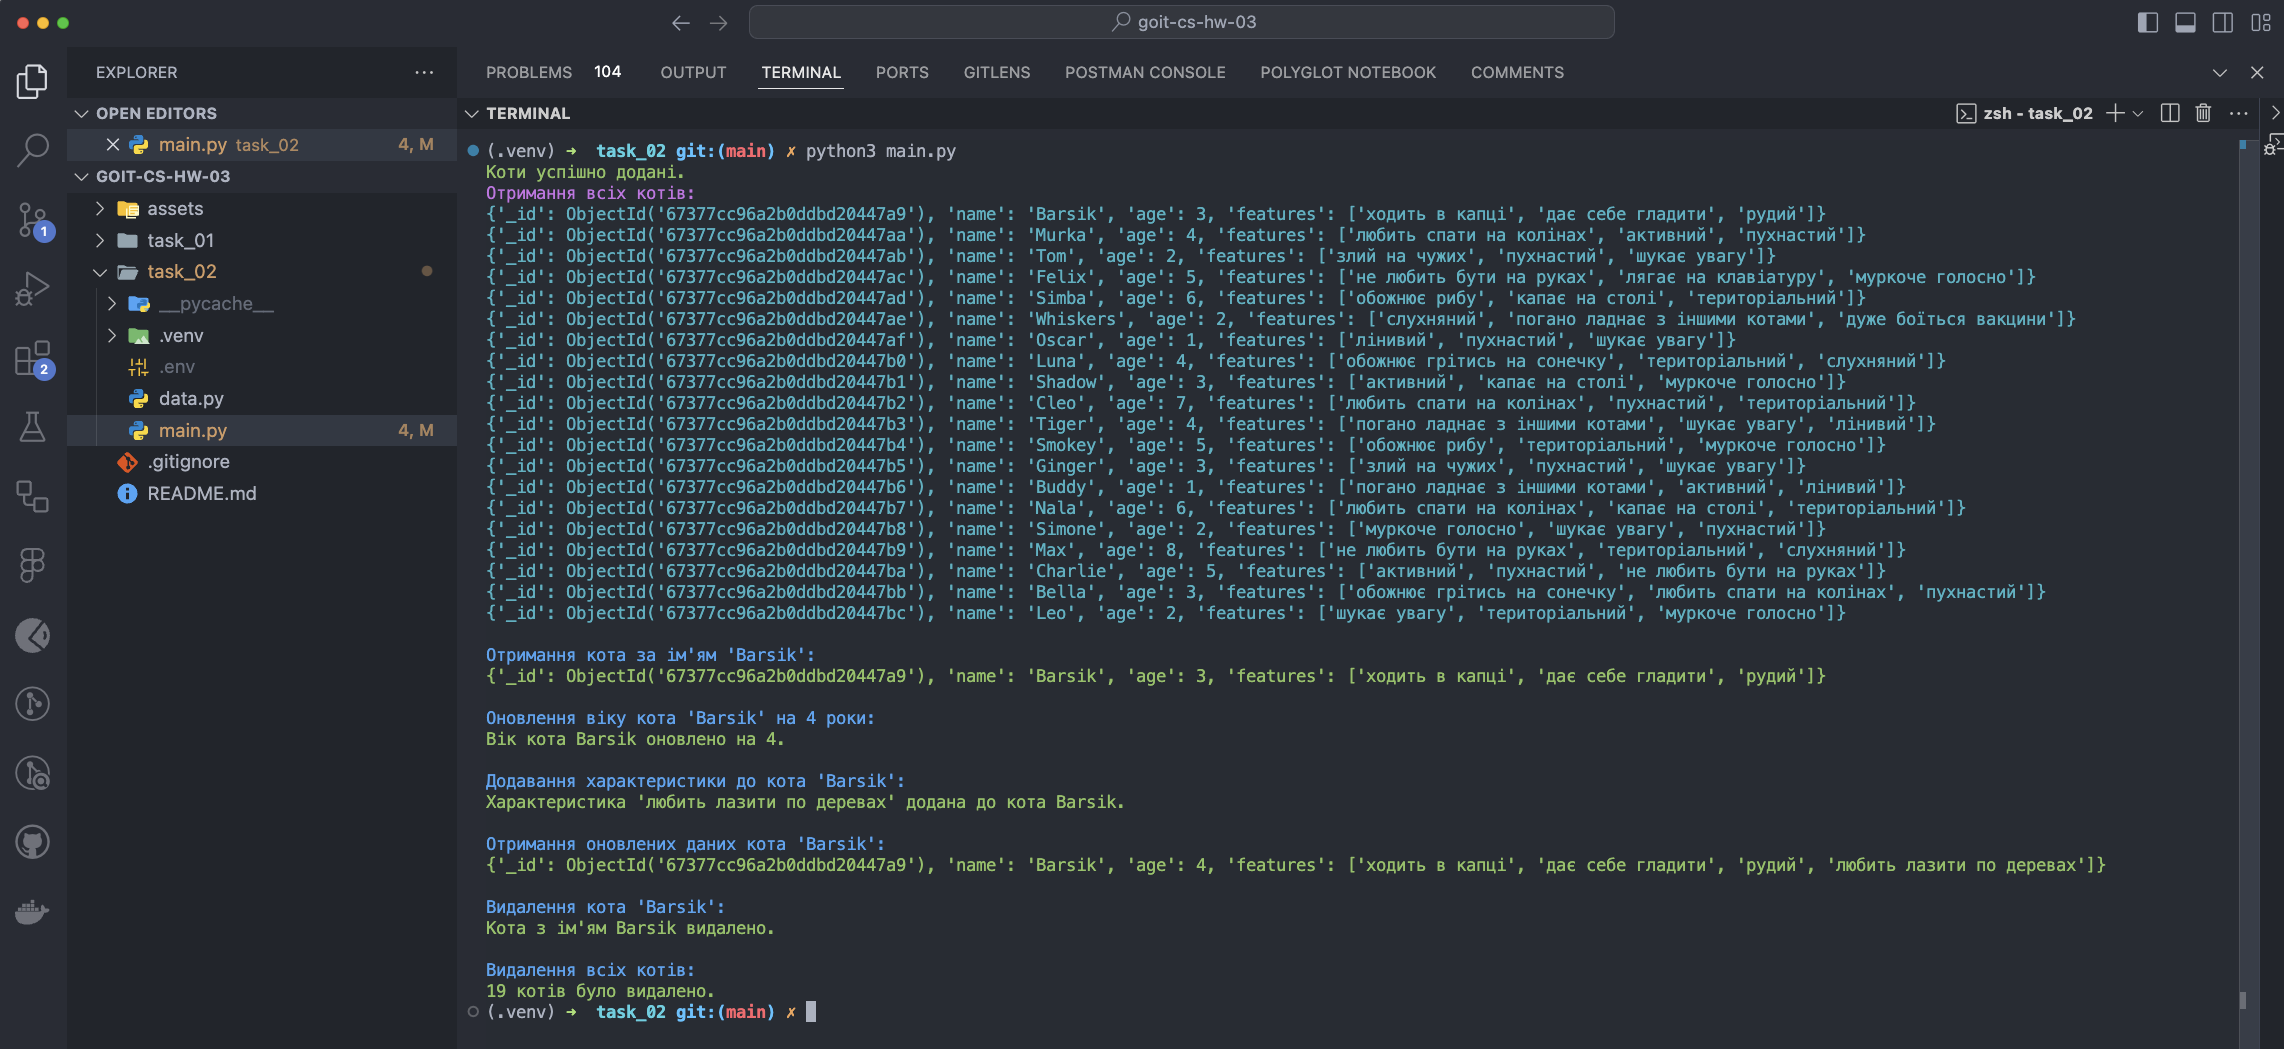 goit-cs-hw-03
EXPLORER
PROBLEMS 104 OUTPUT TERMINAL PORTS GITLENS POSTMAN CONSOLE POLYGLOT NOTEBOOK COMMENTS
OPEN EDITORS
main.py task_02 4, M
GOIT-CS-HW-03
assets
task_01
task_02
__pycache__
.venv
.env
data.py
main.py 4, M
.gitignore
README.md
1
2
TERMINAL
zsh - task_02
(.venv) ➜ task_02 git:(main) ✗ python3 main.py
Коти успішно додані.
Отримання всіх котів:
{'_id': ObjectId('67377cc96a2b0ddbd20447a9'), 'name': 'Barsik', 'age': 3, 'features': ['ходить в капці', 'дає себе гладити', 'рудий']}
{'_id': ObjectId('67377cc96a2b0ddbd20447aa'), 'name': 'Murka', 'age': 4, 'features': ['любить спати на колінах', 'активний', 'пухнастий']}
{'_id': ObjectId('67377cc96a2b0ddbd20447ab'), 'name': 'Tom', 'age': 2, 'features': ['злий на чужих', 'пухнастий', 'шукає увагу']}
{'_id': ObjectId('67377cc96a2b0ddbd20447ac'), 'name': 'Felix', 'age': 5, 'features': ['не любить бути на руках', 'лягає на клавіатуру', 'муркоче голосно']}
{'_id': ObjectId('67377cc96a2b0ddbd20447ad'), 'name': 'Simba', 'age': 6, 'features': ['обожнює рибу', 'капає на столі', 'територіальний']}
{'_id': ObjectId('67377cc96a2b0ddbd20447ae'), 'name': 'Whiskers', 'age': 2, 'features': ['слухняний', 'погано ладнає з іншими котами', 'дуже боїться вакцини']}
{'_id': ObjectId('67377cc96a2b0ddbd20447af'), 'name': 'Oscar', 'age': 1, 'features': ['лінивий', 'пухнастий', 'шукає увагу']}
{'_id': ObjectId('67377cc96a2b0ddbd20447b0'), 'name': 'Luna', 'age': 4, 'features': ['обожнює грітись на сонечку', 'територіальний', 'слухняний']}
{'_id': ObjectId('67377cc96a2b0ddbd20447b1'), 'name': 'Shadow', 'age': 3, 'features': ['активний', 'капає на столі', 'муркоче голосно']}
{'_id': ObjectId('67377cc96a2b0ddbd20447b2'), 'name': 'Cleo', 'age': 7, 'features': ['любить спати на колінах', 'пухнастий', 'територіальний']}
{'_id': ObjectId('67377cc96a2b0ddbd20447b3'), 'name': 'Tiger', 'age': 4, 'features': ['погано ладнає з іншими котами', 'шукає увагу', 'лінивий']}
{'_id': ObjectId('67377cc96a2b0ddbd20447b4'), 'name': 'Smokey', 'age': 5, 'features': ['обожнює рибу', 'територіальний', 'муркоче голосно']}
{'_id': ObjectId('67377cc96a2b0ddbd20447b5'), 'name': 'Ginger', 'age': 3, 'features': ['злий на чужих', 'пухнастий', 'шукає увагу']}
{'_id': ObjectId('67377cc96a2b0ddbd20447b6'), 'name': 'Buddy', 'age': 1, 'features': ['погано ладнає з іншими котами', 'активний', 'лінивий']}
{'_id': ObjectId('67377cc96a2b0ddbd20447b7'), 'name': 'Nala', 'age': 6, 'features': ['любить спати на колінах', 'капає на столі', 'територіальний']}
{'_id': ObjectId('67377cc96a2b0ddbd20447b8'), 'name': 'Simone', 'age': 2, 'features': ['муркоче голосно', 'шукає увагу', 'пухнастий']}
{'_id': ObjectId('67377cc96a2b0ddbd20447b9'), 'name': 'Max', 'age': 8, 'features': ['не любить бути на руках', 'територіальний', 'слухняний']}
{'_id': ObjectId('67377cc96a2b0ddbd20447ba'), 'name': 'Charlie', 'age': 5, 'features': ['активний', 'пухнастий', 'не любить бути на руках']}
{'_id': ObjectId('67377cc96a2b0ddbd20447bb'), 'name': 'Bella', 'age': 3, 'features': ['обожнює грітись на сонечку', 'любить спати на колінах', 'пухнастий']}
{'_id': ObjectId('67377cc96a2b0ddbd20447bc'), 'name': 'Leo', 'age': 2, 'features': ['шукає увагу', 'територіальний', 'муркоче голосно']}
Отримання кота за ім'ям 'Barsik':
{'_id': ObjectId('67377cc96a2b0ddbd20447a9'), 'name': 'Barsik', 'age': 3, 'features': ['ходить в капці', 'дає себе гладити', 'рудий']}
Оновлення віку кота 'Barsik' на 4 роки:
Вік кота Barsik оновлено на 4.
Додавання характеристики до кота 'Barsik':
Характеристика 'любить лазити по деревах' додана до кота Barsik.
Отримання оновлених даних кота 'Barsik':
{'_id': ObjectId('67377cc96a2b0ddbd20447a9'), 'name': 'Barsik', 'age': 4, 'features': ['ходить в капці', 'дає себе гладити', 'рудий', 'любить лазити по деревах']}
Видалення кота 'Barsik':
Кота з ім'ям Barsik видалено.
Видалення всіх котів:
19 котів було видалено.
(.venv) ➜ task_02 git:(main) ✗